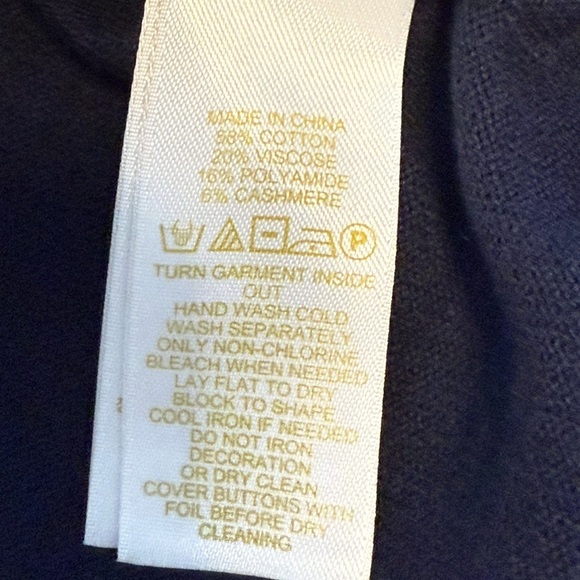 MADE IN CHINA
58% COTTON
20% VISCOSE
16% POLYAMIDE
6% CASHMERE
P
TURN GARMENT INSIDE
OUT
HAND WASH COLD
WASH SEPARATELY
ONLY NON-CHLORINE
BLEACH WHEN NEEDED
LAY FLAT TO DRY
BLOCK TO SHAPE
COOL IRON IF NEEDED
DO NOT IRON
DECORATION
OR DRY CLEAN
COVER BUTTONS WITH
FOIL BEFORE DRY
CLEANING